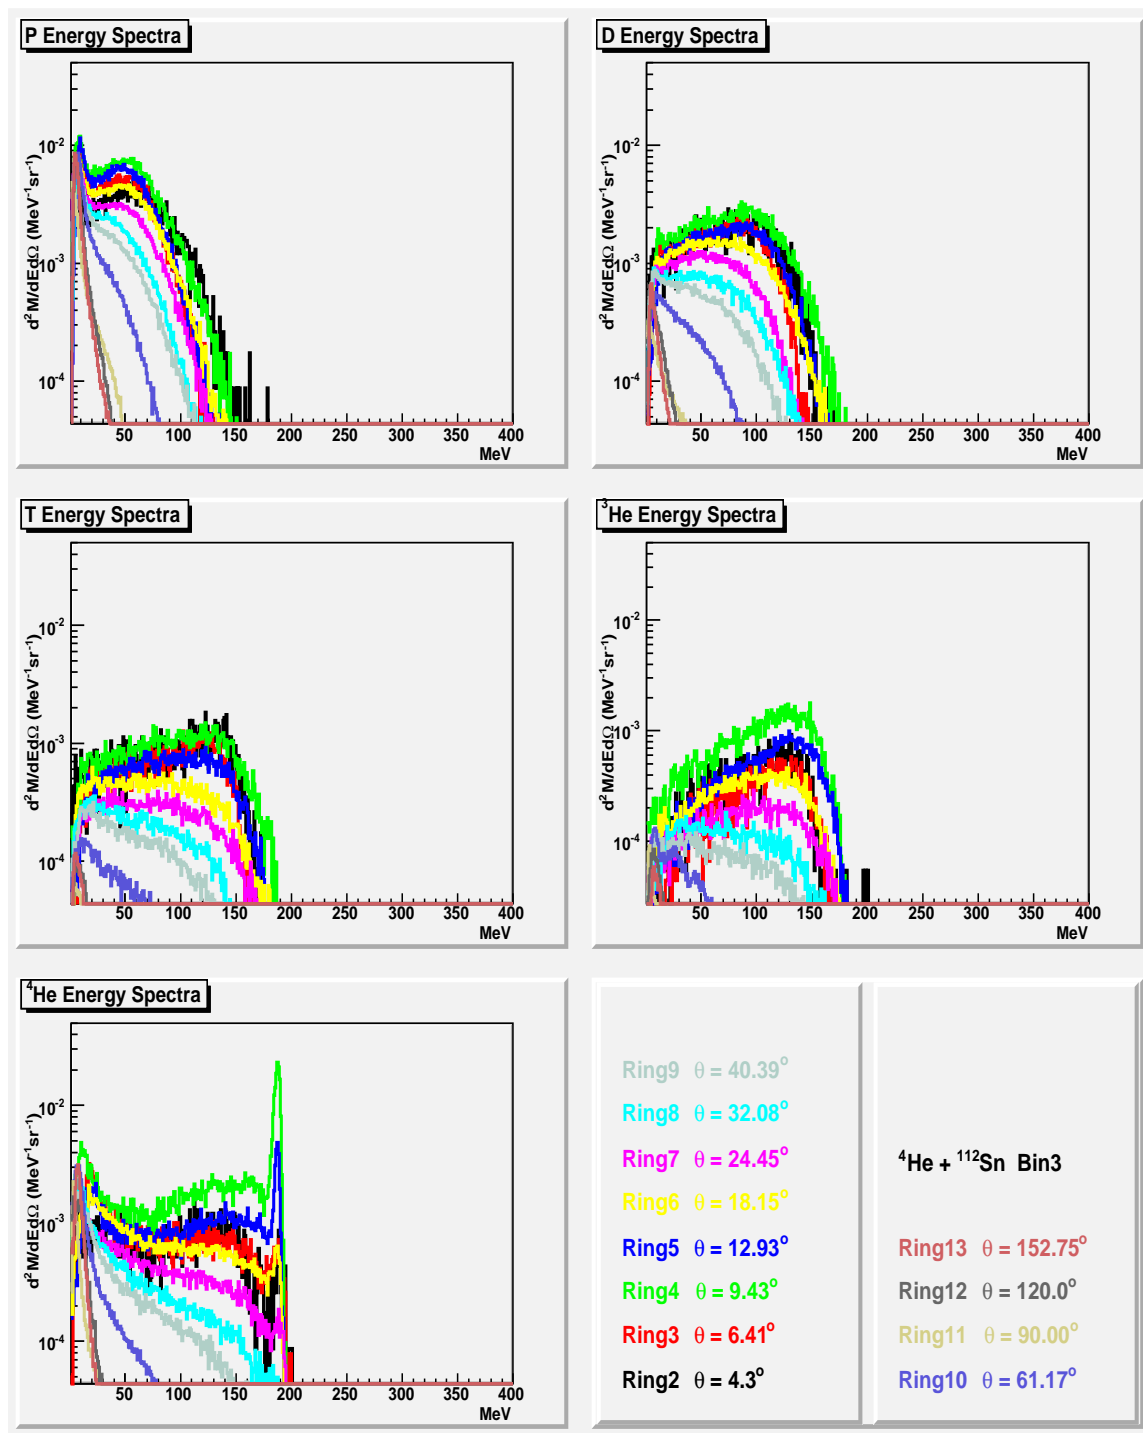 P Energy Spectra
d²M/dEdΩ (MeV⁻¹sr⁻¹)
10⁻²
10⁻³
10⁻⁴
50 100 150 200 250 300 350 400
MeV
D Energy Spectra
d²M/dEdΩ (MeV⁻¹sr⁻¹)
10⁻²
10⁻³
10⁻⁴
50 100 150 200 250 300 350 400
MeV
T Energy Spectra
d²M/dEdΩ (MeV⁻¹sr⁻¹)
10⁻²
10⁻³
10⁻⁴
50 100 150 200 250 300 350 400
MeV
³He Energy Spectra
d²M/dEdΩ (MeV⁻¹sr⁻¹)
10⁻²
10⁻³
10⁻⁴
50 100 150 200 250 300 350 400
MeV
⁴He Energy Spectra
d²M/dEdΩ (MeV⁻¹sr⁻¹)
10⁻²
10⁻³
10⁻⁴
50 100 150 200 250 300 350 400
MeV
Ring9 θ = 40.39°
Ring8 θ = 32.08°
Ring7 θ = 24.45°
Ring6 θ = 18.15°
Ring5 θ = 12.93°
Ring4 θ = 9.43°
Ring3 θ = 6.41°
Ring2 θ = 4.3°
⁴He + ¹¹²Sn Bin3
Ring13 θ = 152.75°
Ring12 θ = 120.0°
Ring11 θ = 90.00°
Ring10 θ = 61.17°